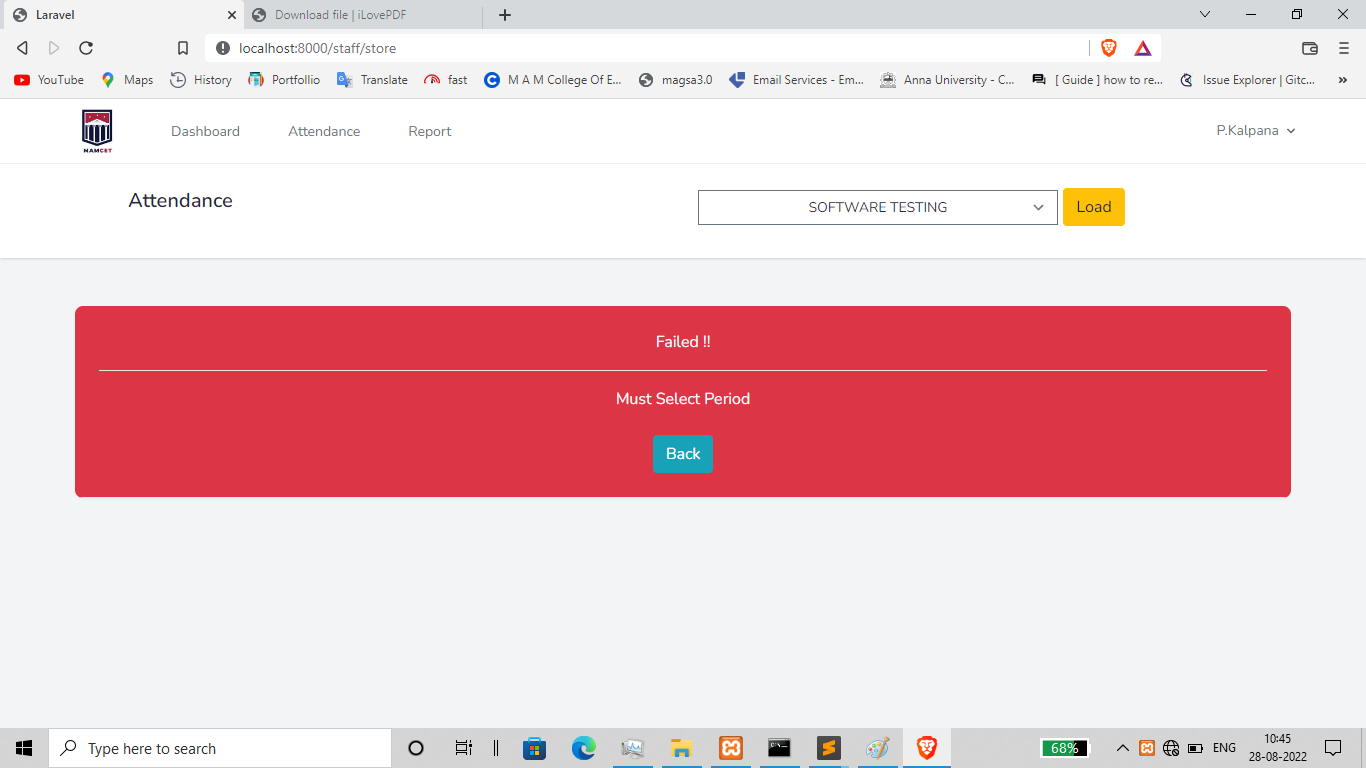 Laravel
Download file | iLovePDF
localhost:8000/staff/store
YouTube
Maps
History
Portfollio
Translate
fast
M A M College Of E...
magsa3.0
Email Services - Em...
Anna University - C...
[ Guide ] how to re...
Issue Explorer | Gitc...
»
MAMCET
Dashboard
Attendance
Report
P.Kalpana
Attendance
SOFTWARE TESTING
Load
Failed !!
Must Select Period
Back
Type here to search
68%
ENG
10:45
28-08-2022